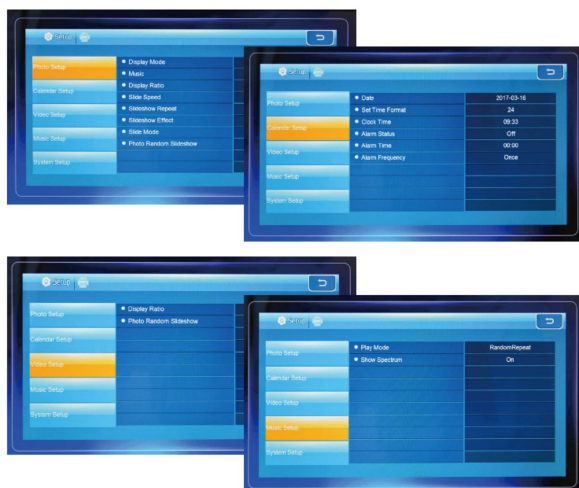 Setup
Photo Setup
Calendar Setup
Video Setup
Music Setup
System Setup
Display Mode
Music
Display Ratio
Slide Speed
Slideshow Repeat
Slideshow Effect
Slide Mode
Photo Random Slideshow
Setup
Photo Setup
Calendar Setup
Video Setup
Music Setup
System Setup
Date 2017-03-16
Set Time Format 24
Clock Time 09:33
Alarm Status Off
Alarm Time 00:00
Alarm Frequency Once
Setup
Photo Setup
Calendar Setup
Video Setup
Music Setup
System Setup
Display Ratio
Photo Random Slideshow
Setup
Photo Setup
Calendar Setup
Video Setup
Music Setup
System Setup
Play Mode RandomRepeat
Show Spectrum On